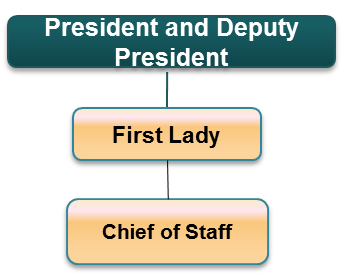 President and Deputy
President
First Lady
Chief of Staff